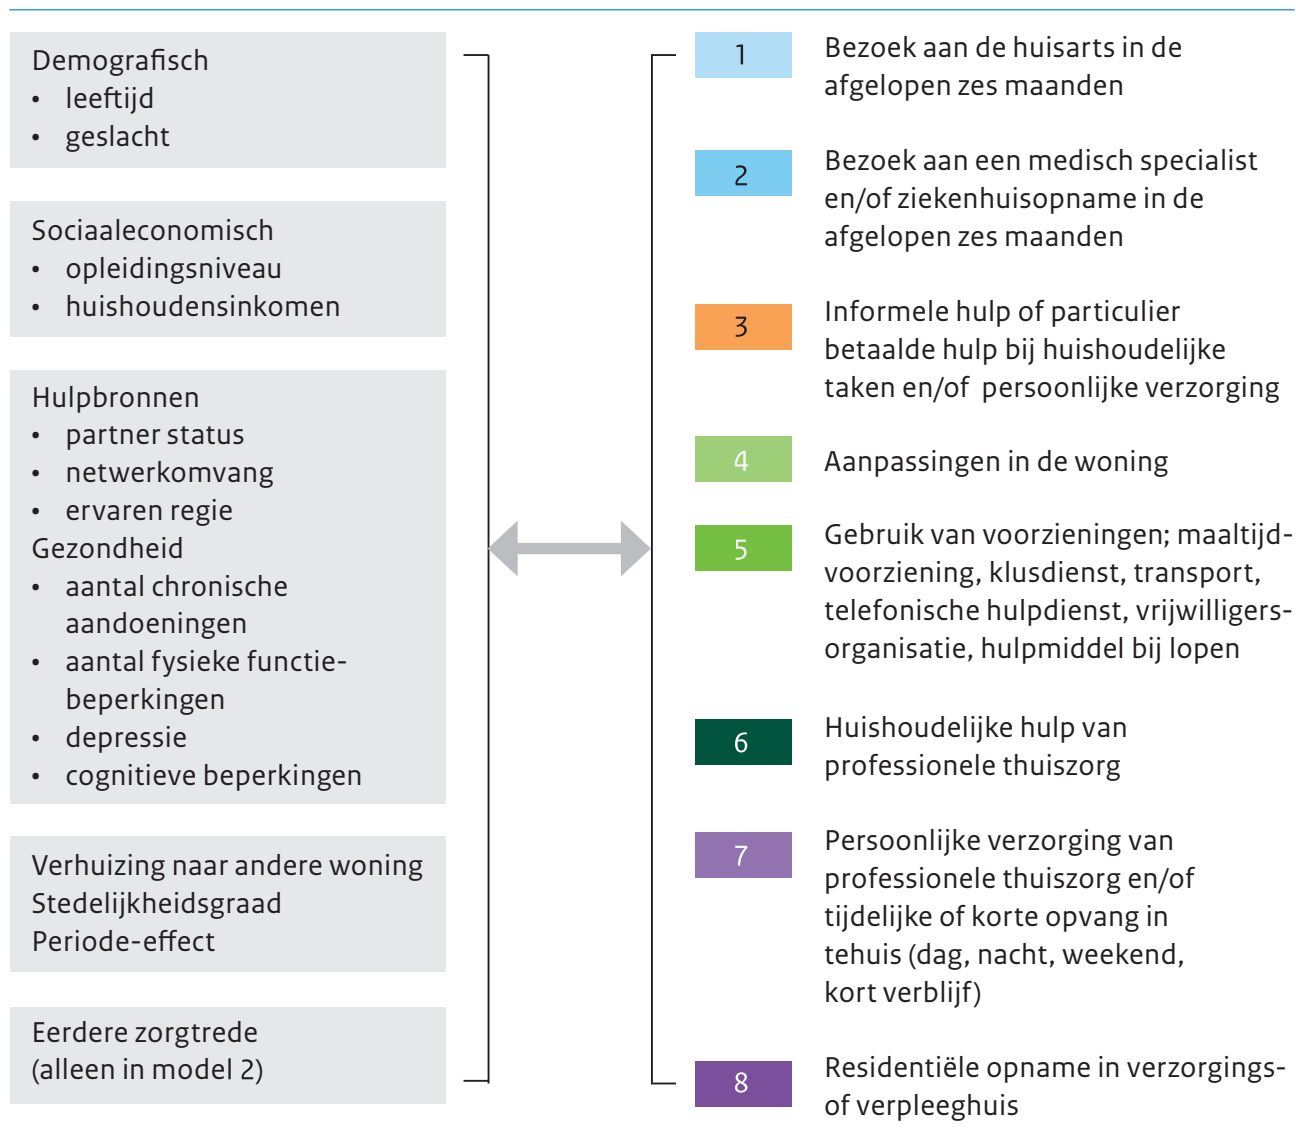 Demografisch
• leeftijd
• geslacht
Sociaaleconomisch
• opleidingsniveau
• huishoudensinkomen
Hulpbronnen
• partner status
• netwerkomvang
• ervaren regie
Gezondheid
• aantal chronische
aandoeningen
• aantal fysieke functie-
beperkingen
• depressie
• cognitieve beperkingen
Verhuizing naar andere woning
Stedelijkheidsgraad
Periode-effect
Eerdere zorgtrede
(alleen in model 2)
1 Bezoek aan de huisarts in de
afgelopen zes maanden
2 Bezoek aan een medisch specialist
en/of ziekenhuisopname in de
afgelopen zes maanden
3 Informele hulp of particulier
betaalde hulp bij huishoudelijke
taken en/of persoonlijke verzorging
4 Aanpassingen in de woning
5 Gebruik van voorzieningen; maaltijd-
voorziening, klusdienst, transport,
telefonische hulpdienst, vrijwilligers-
organisatie, hulpmiddel bij lopen
6 Huishoudelijke hulp van
professionele thuiszorg
7 Persoonlijke verzorging van
professionele thuiszorg en/of
tijdelijke of korte opvang in
tehuis (dag, nacht, weekend,
kort verblijf)
8 Residentiële opname in verzorgings-
of verpleeghuis